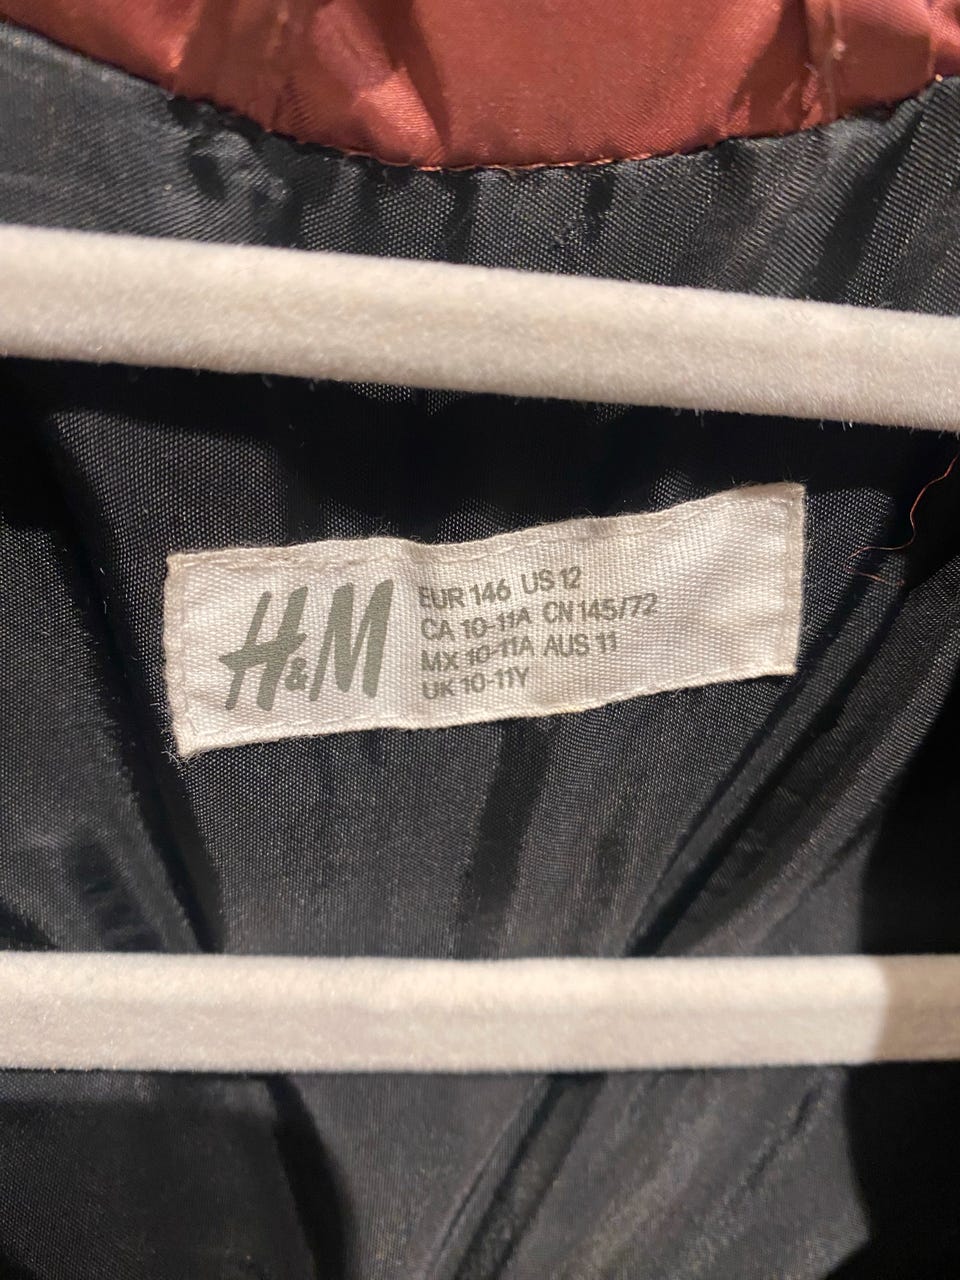 H&M
EUR 146 US 12
CA 10-11A CN 145/72
MX 10-11A AUS 11
UK 10-11Y